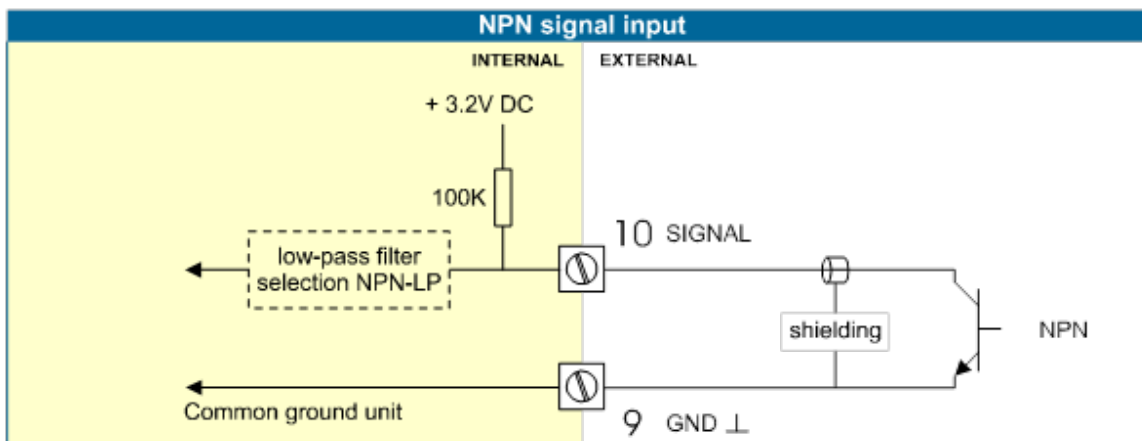 NPN signal input
INTERNAL
EXTERNAL
+ 3.2V DC
100K
10 SIGNAL
low-pass filter
selection NPN-LP
shielding
NPN
Common ground unit
9 GND ⊥